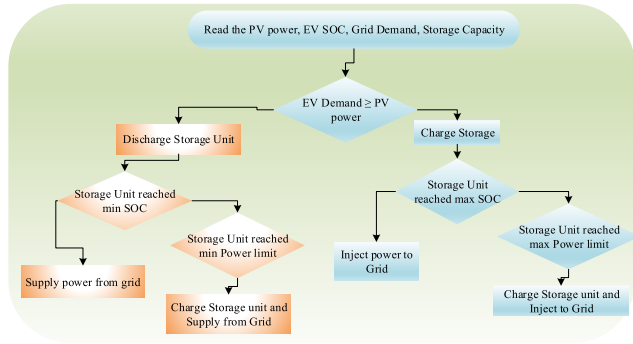 Read the PV power, EV SOC, Grid Demand, Storage Capacity
EV Demand ≥ PV
power
Discharge Storage Unit
Charge Storage
Storage Unit reached
min SOC
Storage Unit
reached max SOC
Storage Unit reached
min Power limit
Storage Unit reached
max Power limit
Supply power from grid
Inject power to
Grid
Charge Storage unit and
Supply from Grid
Charge Storage unit and
Inject to Grid